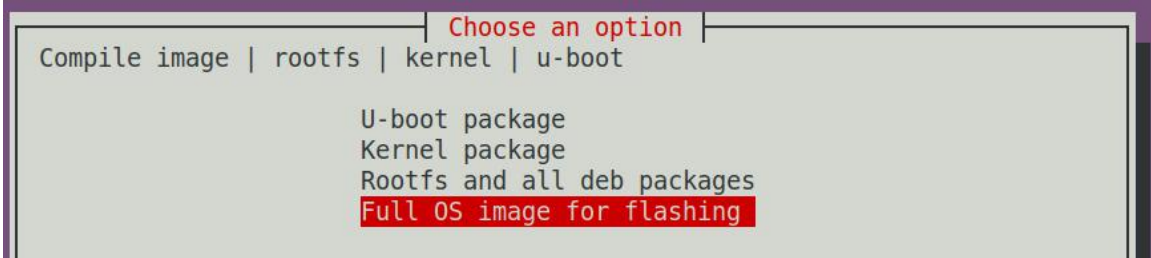 Choose an option
Compile image | rootfs | kernel | u-boot
U-boot package
Kernel package
Rootfs and all deb packages
Full OS image for flashing